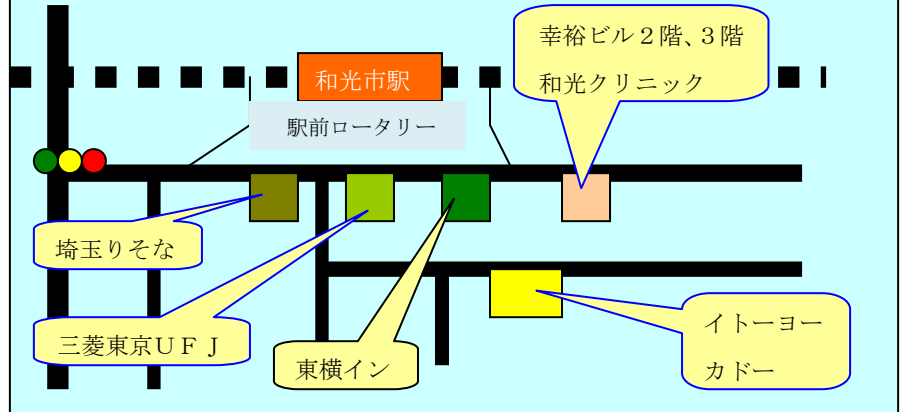 幸裕ビル２階、３階
和光クリニック
和光市駅
駅前ロータリー
埼玉りそな
三菱東京ＵＦＪ
東横イン
イトーヨー
カドー